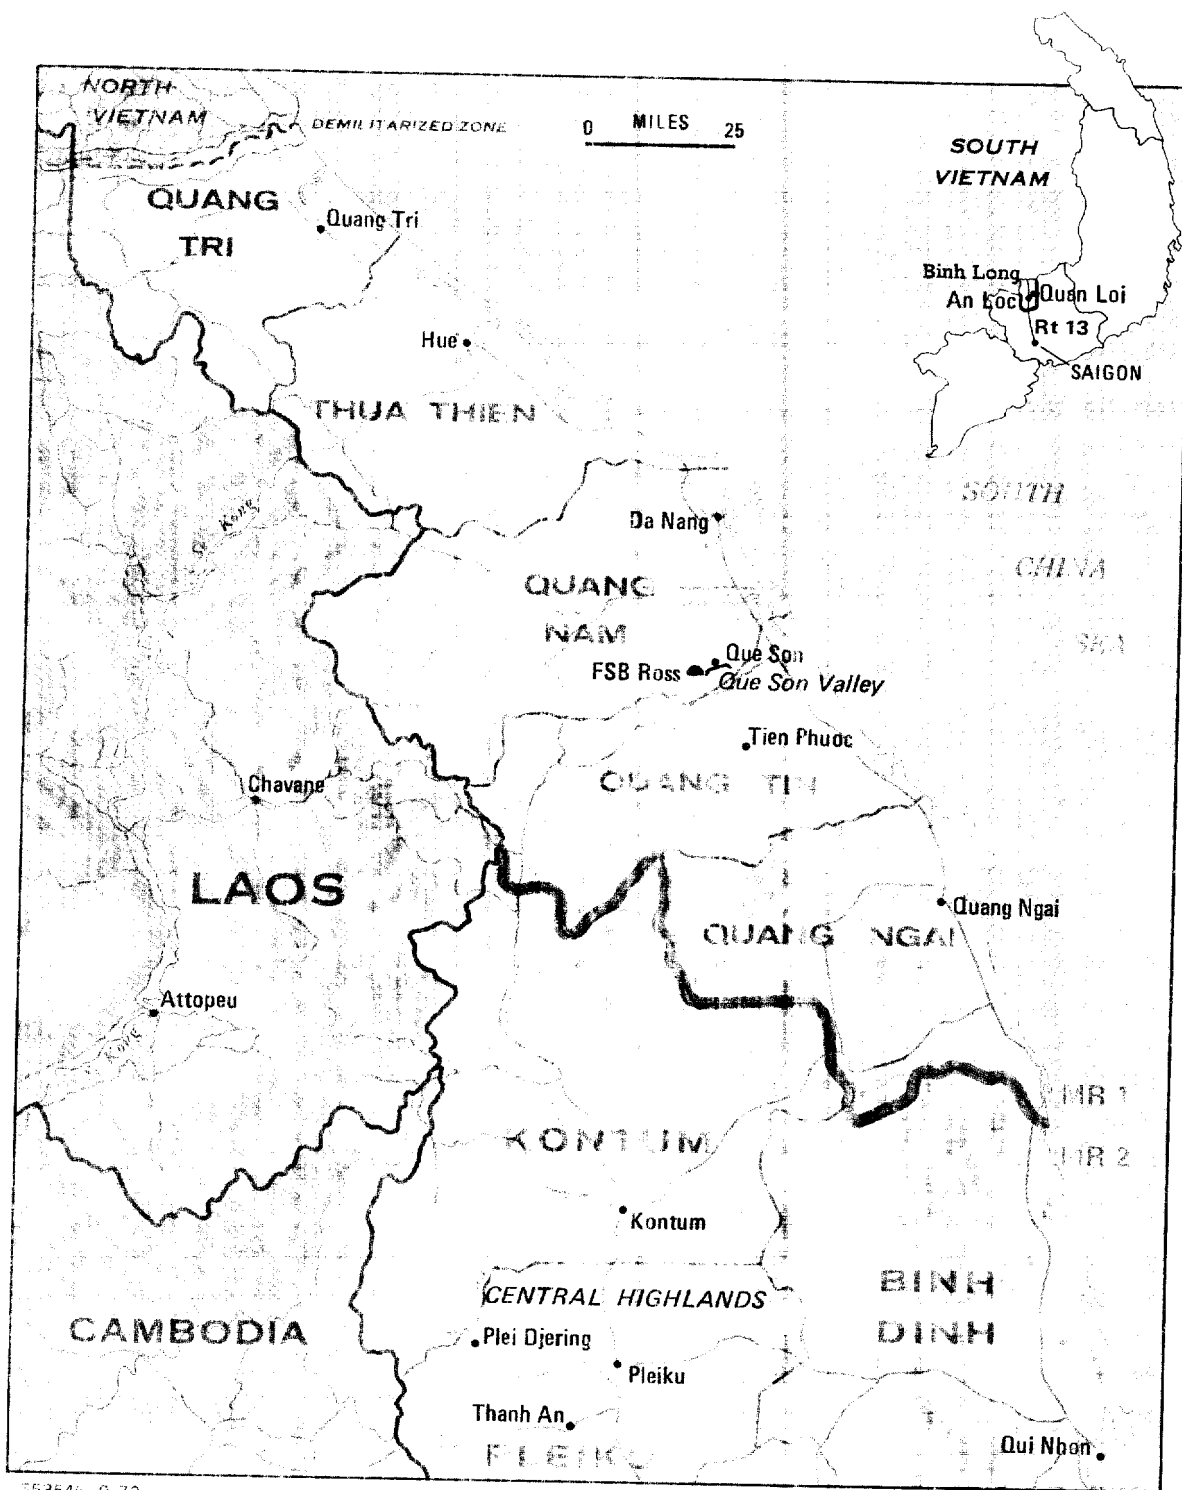 NORTH
VIETNAM
DEMILITARIZED ZONE
0 MILES 25
SOUTH
VIETNAM
QUANG
TRI
Quang Tri
Binh Long
An Loc
Quan Loi
Rt 13
SAIGON
Hue
THUA THIEN
SOUTH
CHINA
SEA
Kong
Da Nang
QUANG
NAM
Que Son
FSB Ross
Que Son Valley
Tien Phuoc
QUANG TIN
Chavane
LAOS
Quang Ngai
QUANG NGAI
Attopeu
Kong
MR 1
MR 2
KONTUM
Kontum
CENTRAL HIGHLANDS
BINH
DINH
CAMBODIA
Plei Djering
Pleiku
Thanh An
PLEIKU
Qui Nhon